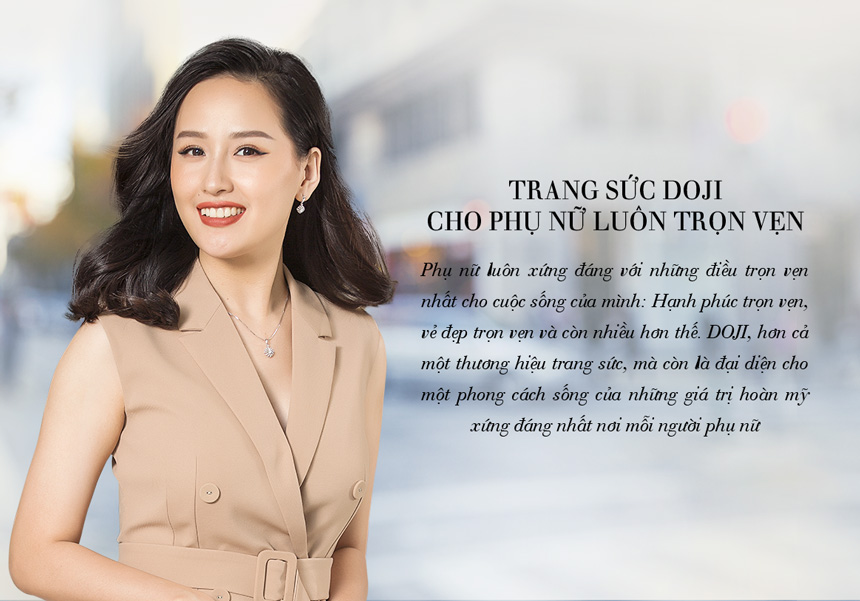 TRANG SỨC DOJI
CHO PHỤ NỮ LUÔN TRỌN VẸN
Phụ nữ luôn xứng đáng với những điều trọn vẹn
nhất cho cuộc sống của mình: Hạnh phúc trọn vẹn,
vẻ đẹp trọn vẹn và còn nhiều hơn thế. DOJI, hơn cả
một thương hiệu trang sức, mà còn là đại diện cho
một phong cách sống của những giá trị hoàn mỹ
xứng đáng nhất nơi mỗi người phụ nữ